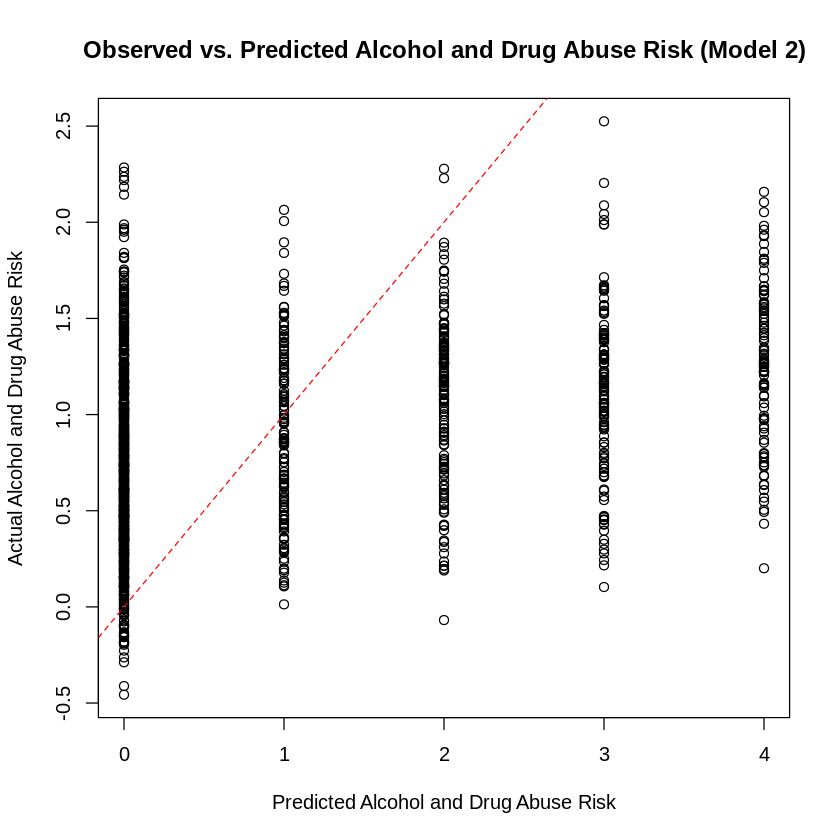 Observed vs. Predicted Alcohol and Drug Abuse Risk (Model 2)
Actual Alcohol and Drug Abuse Risk
2.5
2.0
1.5
1.0
0.5
0.0
-0.5
0 1 2 3 4
Predicted Alcohol and Drug Abuse Risk